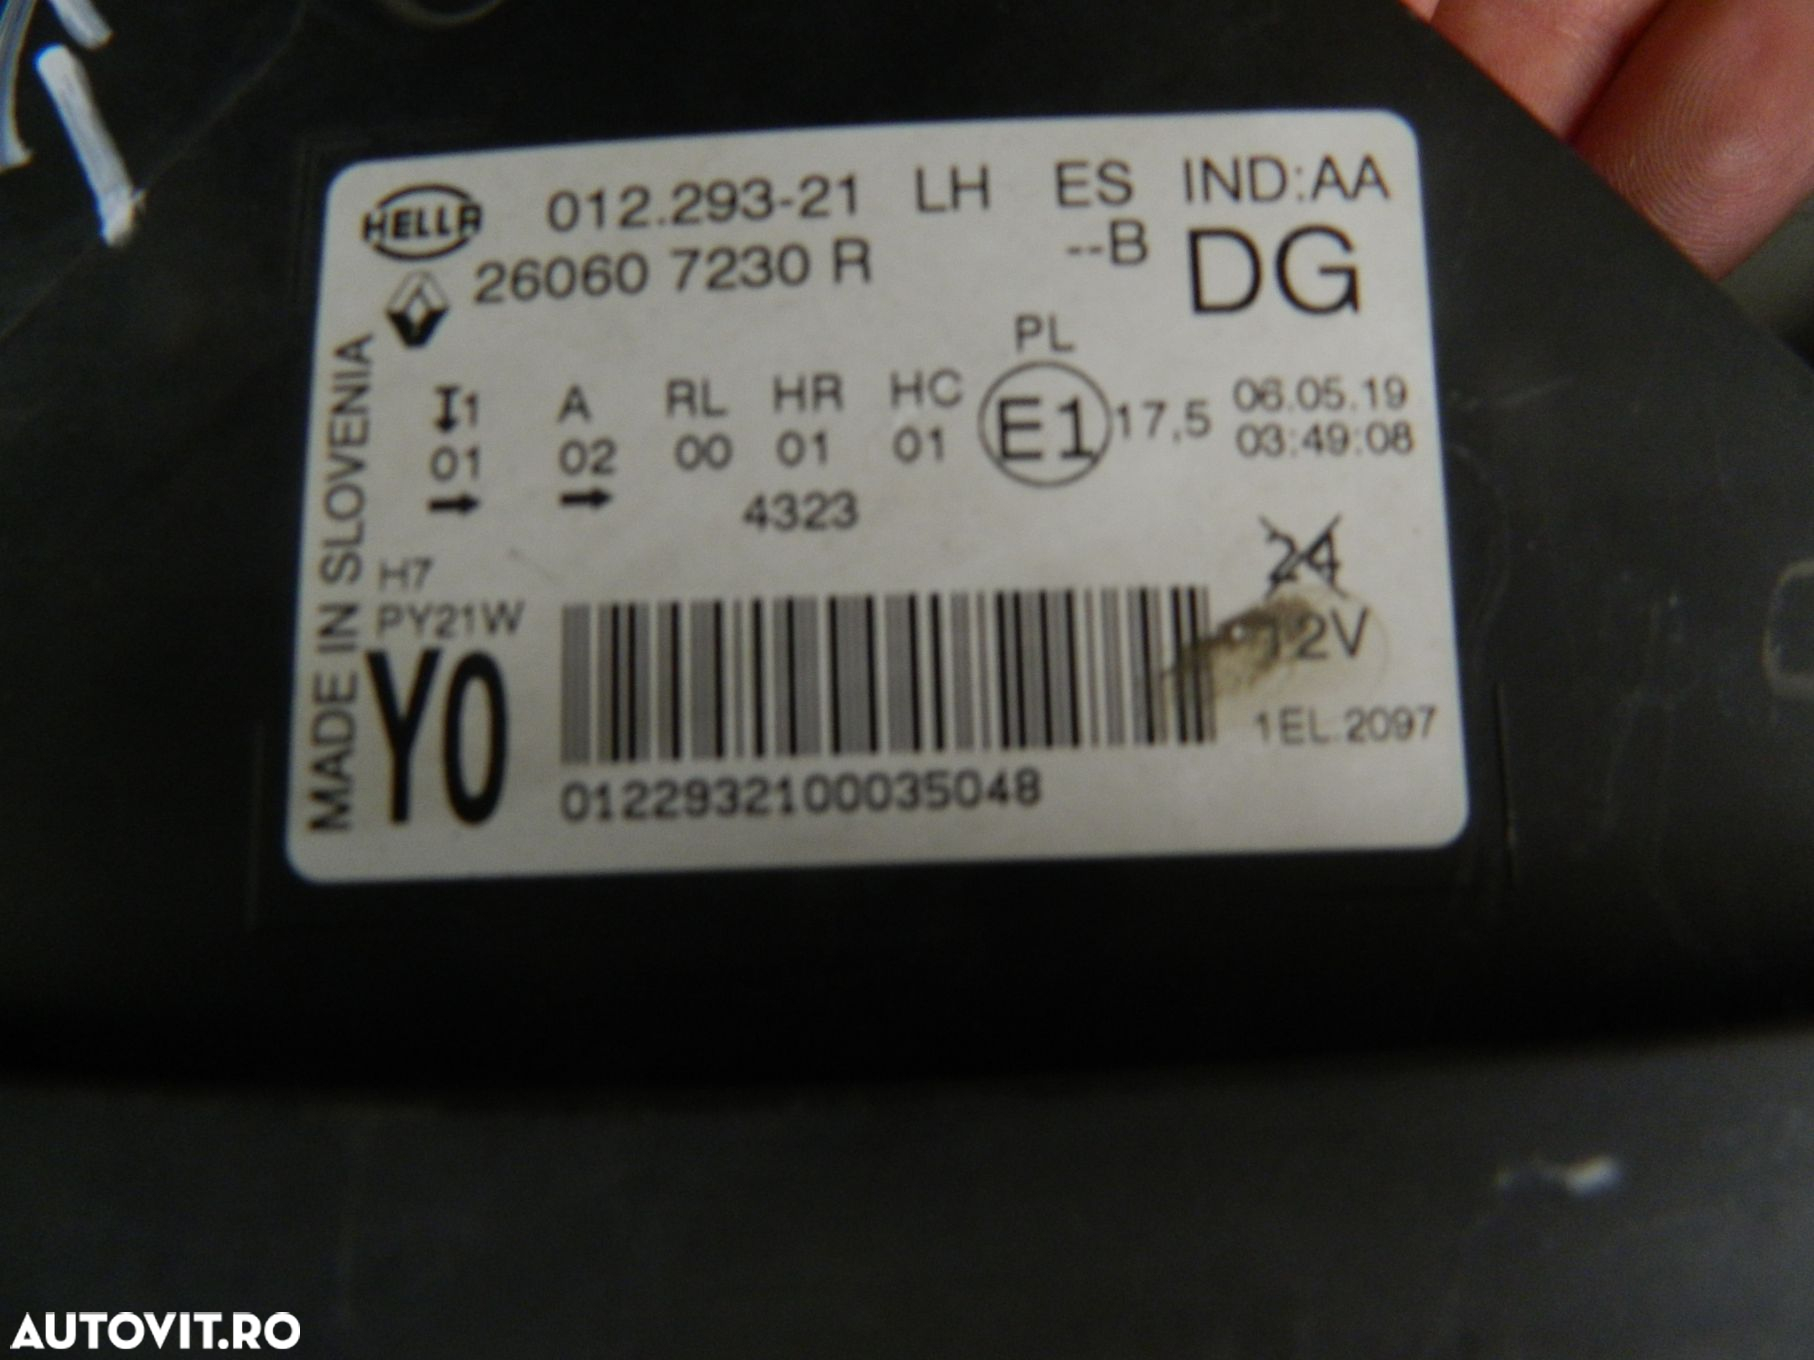 HELLA 012.293-21 LH ES IND:AA
26060 7230 R --B DG
PL
1 A RL HR HC E1 17,5 06.05.19
01 02 00 01 01 03:49:08
4323
MADE IN SLOVENIA
H7
24
PY21W
12V
Y0
1EL.2097
0122932100035048
AUTOVIT.RO